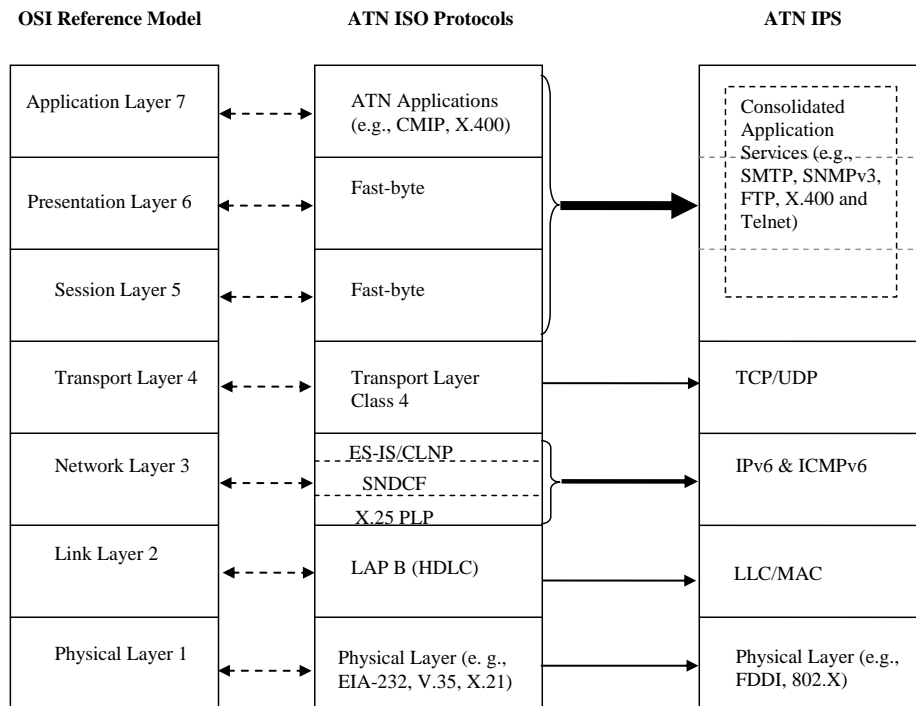 OSI Reference Model
ATN ISO Protocols
ATN IPS
Application Layer 7
ATN Applications
(e.g., CMIP, X.400)
Consolidated
Application
Services (e.g.,
SMTP, SNMPv3,
FTP, X.400 and
Telnet)
Presentation Layer 6
Fast-byte
Session Layer 5
Fast-byte
Transport Layer 4
Transport Layer
Class 4
TCP/UDP
Network Layer 3
ES-IS/CLNP
SNDCF
X.25 PLP
IPv6 & ICMPv6
Link Layer 2
LAP B (HDLC)
LLC/MAC
Physical Layer 1
Physical Layer (e. g.,
EIA-232, V.35, X.21)
Physical Layer (e.g.,
FDDI, 802.X)